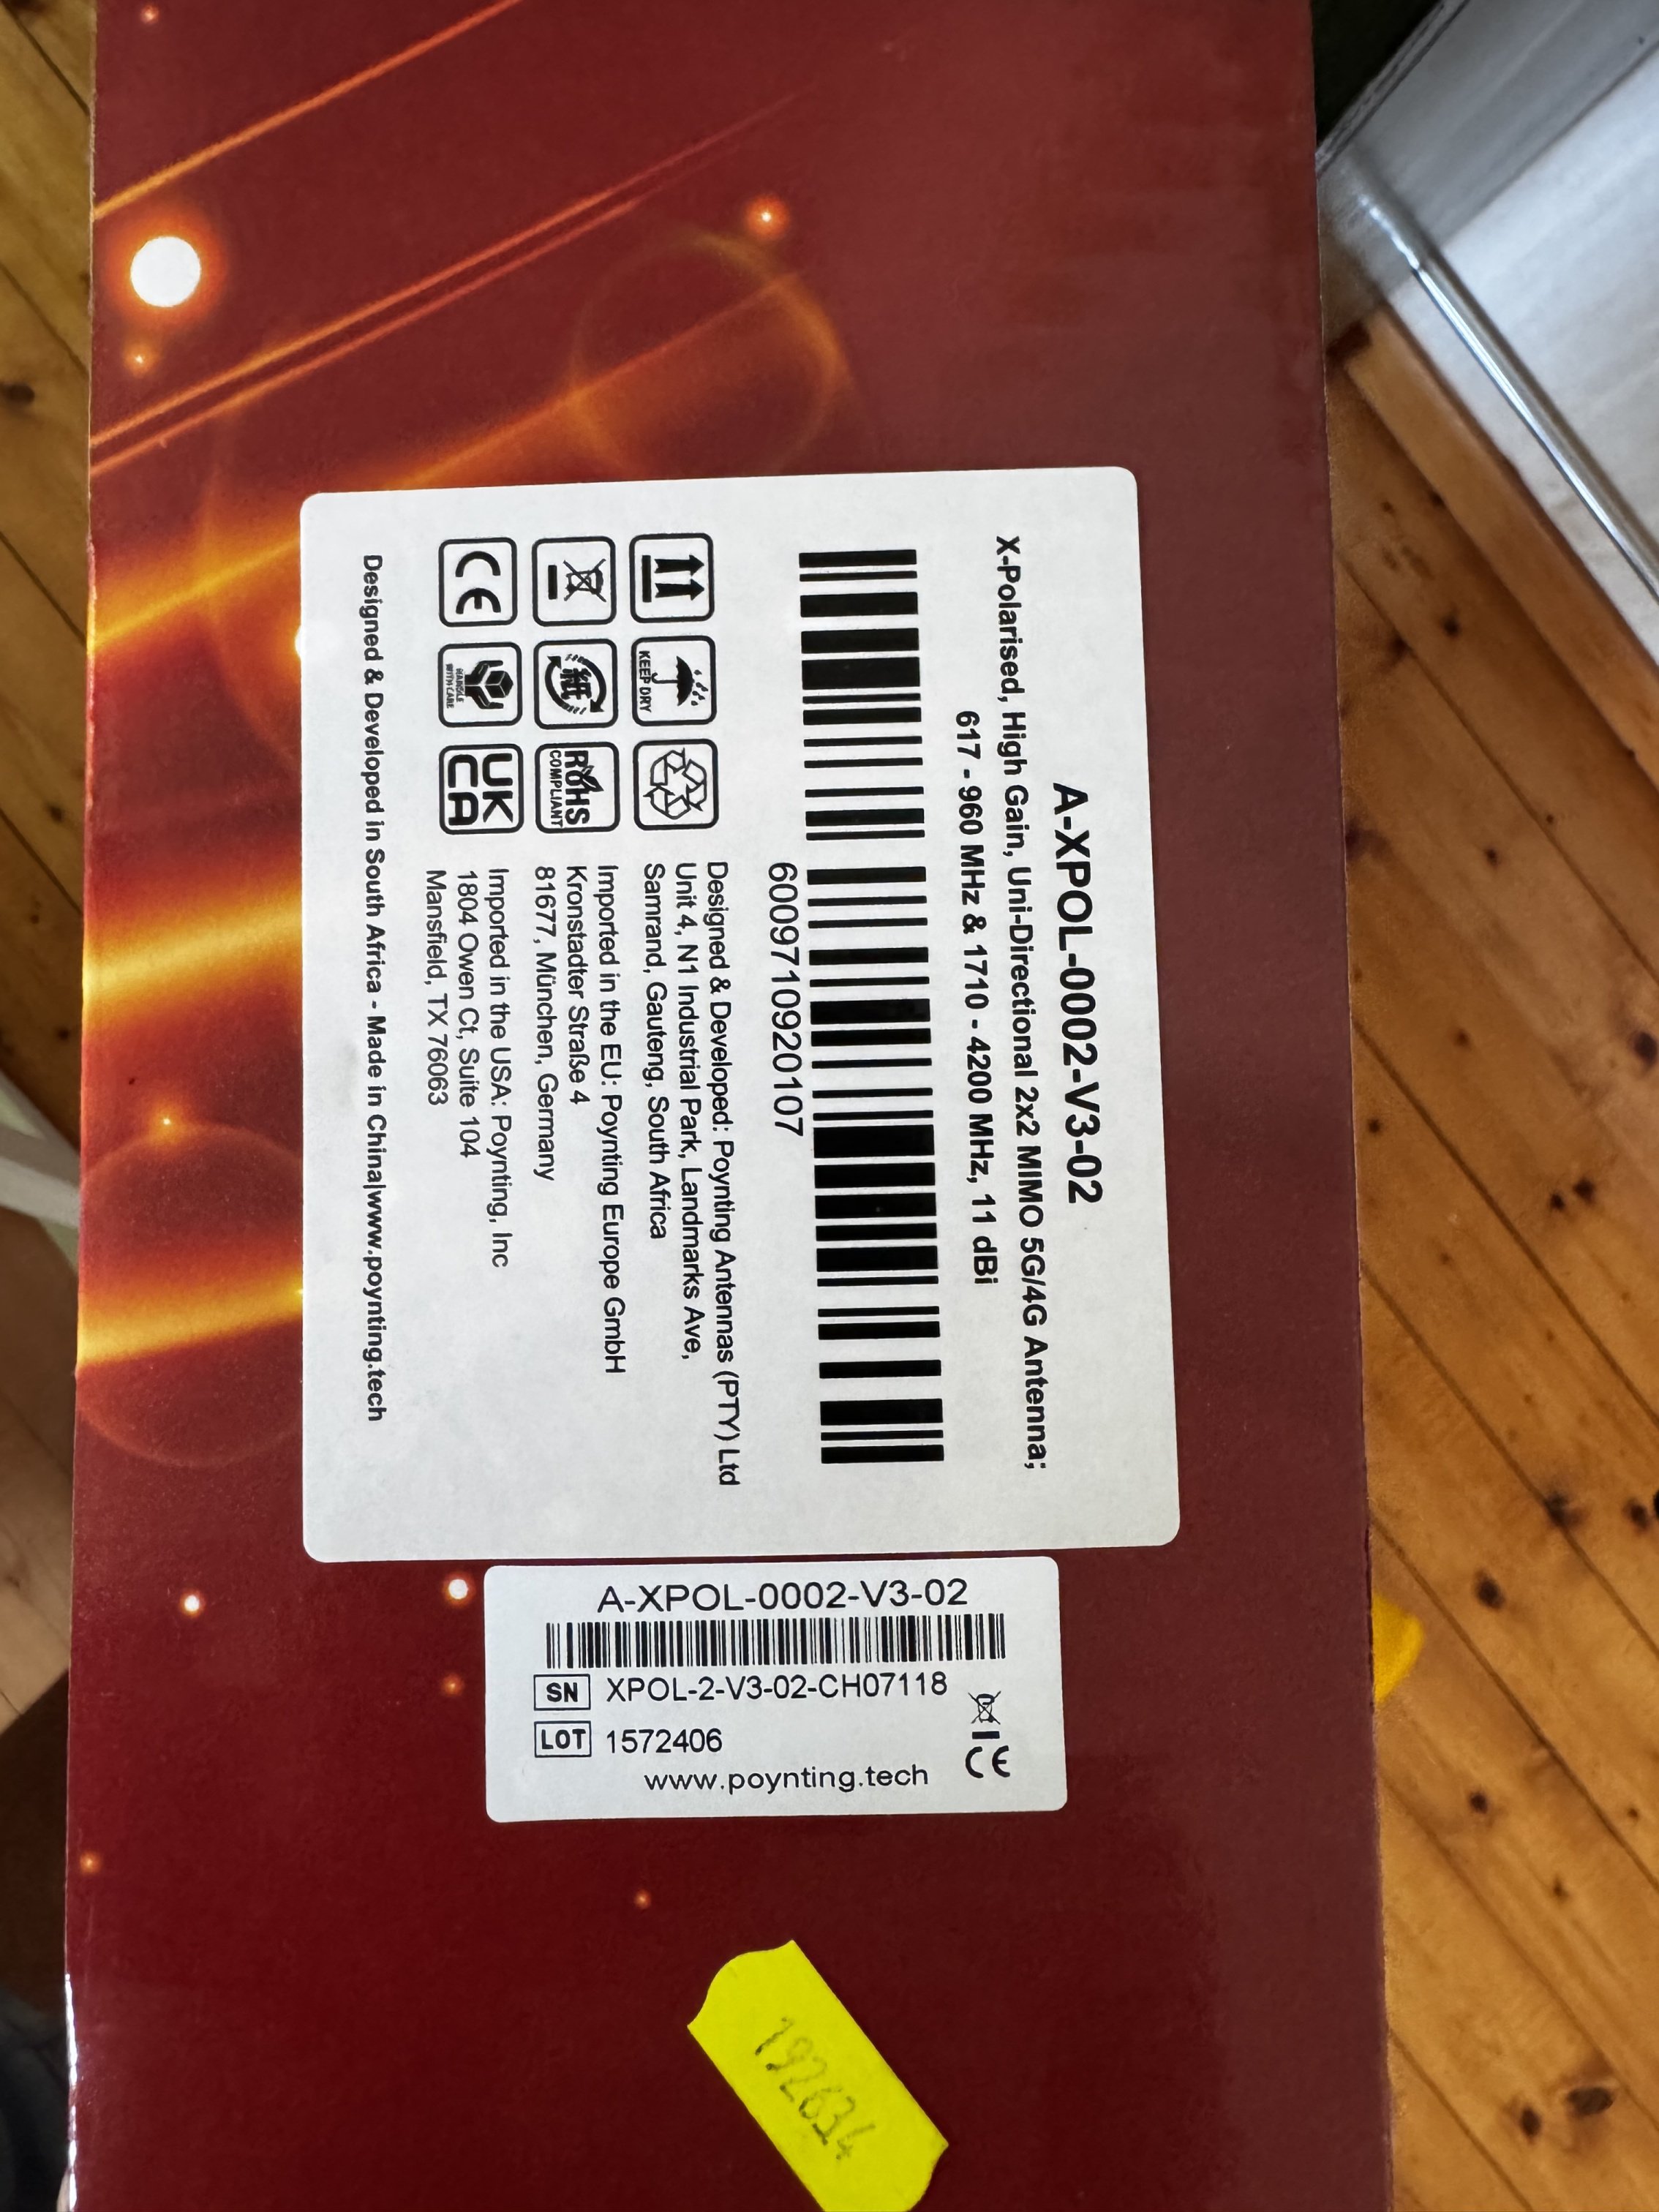 A-XPOL-0002-V3-02
X-Polarised, High Gain, Uni-Directional 2x2 MIMO 5G/4G Antenna;
617 - 960 MHz & 1710 - 4200 MHz, 11 dBi
6009710920107
KEEP DRY
紙
RoHS
COMPLIANT
CE
HANDLE
WITH CARE
UK
CA
Designed & Developed: Poynting Antennas (PTY) Ltd
Unit 4, N1 Industrial Park, Landmarks Ave,
Samrand, Gauteng, South Africa
Imported in the EU: Poynting Europe GmbH
Kronstadter Straße 4
81677, München, Germany
Imported in the USA: Poynting, Inc
1804 Owen Ct, Suite 104
Mansfield, TX 76063
Designed & Developed in South Africa - Made in China|www.poynting.tech
A-XPOL-0002-V3-02
SN XPOL-2-V3-02-CH07118
LOT 1572406
CE
www.poynting.tech
192634